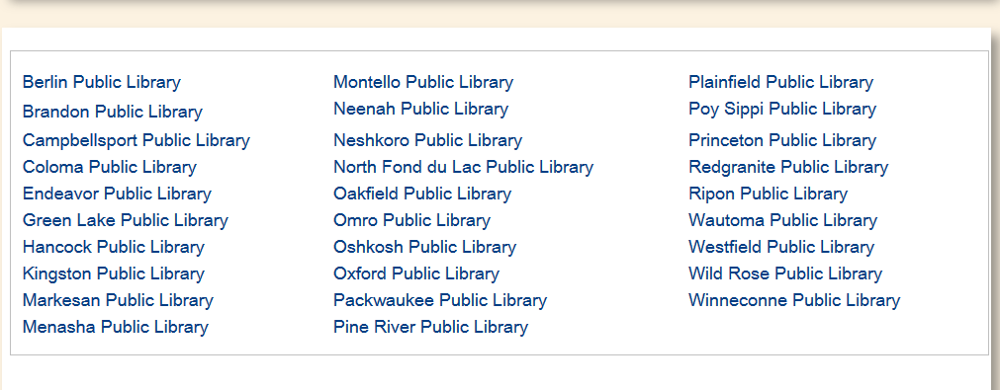 Berlin Public Library
Brandon Public Library
Campbellsport Public Library
Coloma Public Library
Endeavor Public Library
Green Lake Public Library
Hancock Public Library
Kingston Public Library
Markesan Public Library
Menasha Public Library
Montello Public Library
Neenah Public Library
Neshkoro Public Library
North Fond du Lac Public Library
Oakfield Public Library
Omro Public Library
Oshkosh Public Library
Oxford Public Library
Packwaukee Public Library
Pine River Public Library
Plainfield Public Library
Poy Sippi Public Library
Princeton Public Library
Redgranite Public Library
Ripon Public Library
Wautoma Public Library
Westfield Public Library
Wild Rose Public Library
Winneconne Public Library